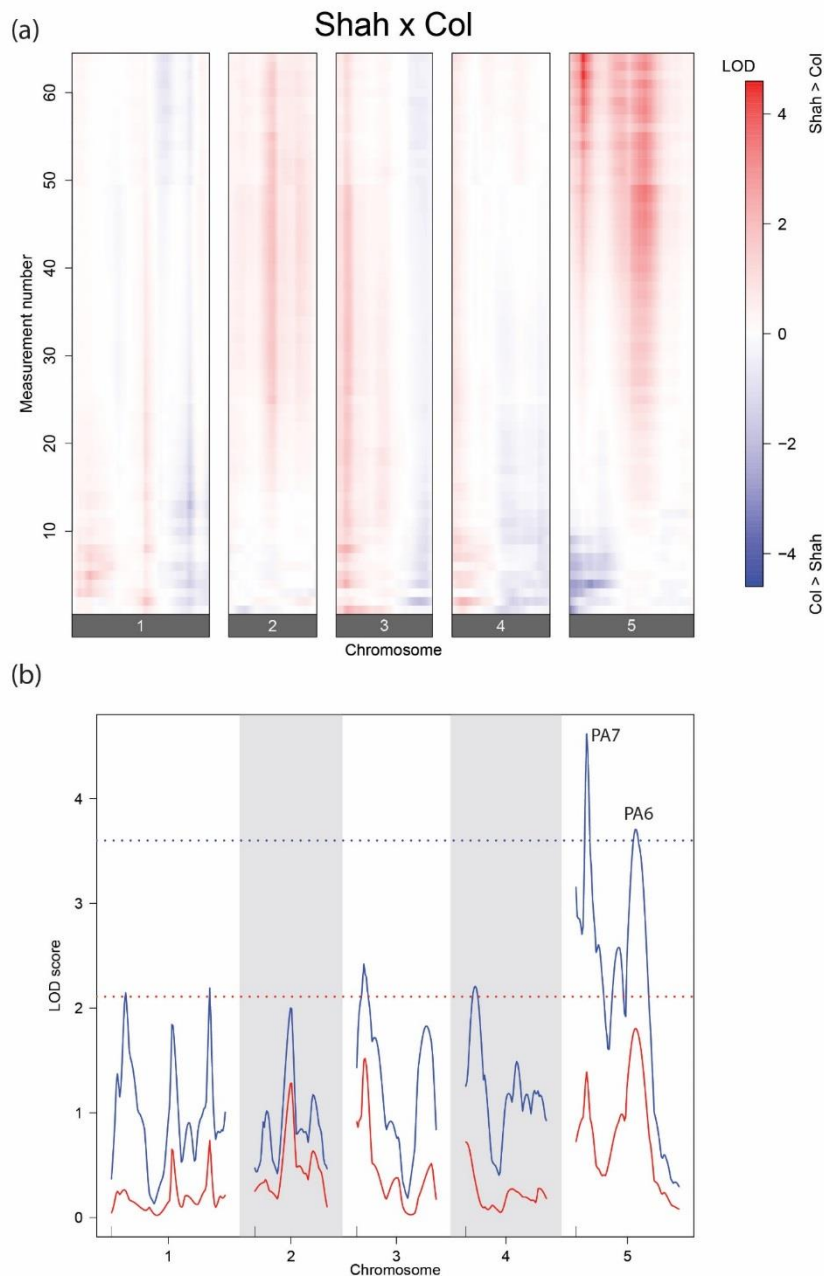 (a)
Shah x Col
LOD
Shah > Col
Col > Shah
4
2
0
−2
−4
Measurement number
60
50
40
30
20
10
1 2 3 4 5
Chromosome
(b)
PA7
PA6
LOD score
4
3
2
1
0
1 2 3 4 5
Chromosome